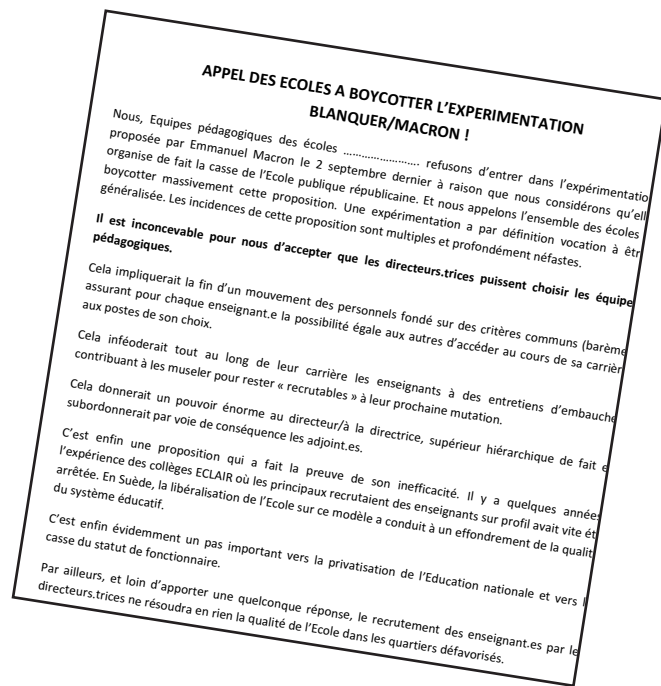 APPEL DES ECOLES A BOYCOTTER L’EXPERIMENTATION
BLANQUER/MACRON !
Nous, Equipes pédagogiques des écoles …………………….. refusons d’entrer dans l’expérimentatio
proposée par Emmanuel Macron le 2 septembre dernier à raison que nous considérons qu’ell
organise de fait la casse de l’Ecole publique républicaine. Et nous appelons l’ensemble des écoles
boycotter massivement cette proposition. Une expérimentation a par définition vocation à êtr
généralisée. Les incidences de cette proposition sont multiples et profondément néfastes.
Il est inconcevable pour nous d’accepter que les directeurs.trices puissent choisir les équipe
pédagogiques.
Cela impliquerait la fin d’un mouvement des personnels fondé sur des critères communs (barème
assurant pour chaque enseignant.e la possibilité égale aux autres d’accéder au cours de sa carrièr
aux postes de son choix.
Cela inféoderait tout au long de leur carrière les enseignants à des entretiens d’embauche
contribuant à les museler pour rester « recrutables » à leur prochaine mutation.
Cela donnerait un pouvoir énorme au directeur/à la directrice, supérieur hiérarchique de fait e
subordonnerait par voie de conséquence les adjoint.es.
C’est enfin une proposition qui a fait la preuve de son inefficacité. Il y a quelques années
l’expérience des collèges ECLAIR où les principaux recrutaient des enseignants sur profil avait vite ét
arrêtée. En Suède, la libéralisation de l’Ecole sur ce modèle a conduit à un effondrement de la qualit
du système éducatif.
C’est enfin évidemment un pas important vers la privatisation de l’Education nationale et vers l
casse du statut de fonctionnaire.
Par ailleurs, et loin d’apporter une quelconque réponse, le recrutement des enseignant.es par le
directeurs.trices ne résoudra en rien la qualité de l’Ecole dans les quartiers défavorisés.